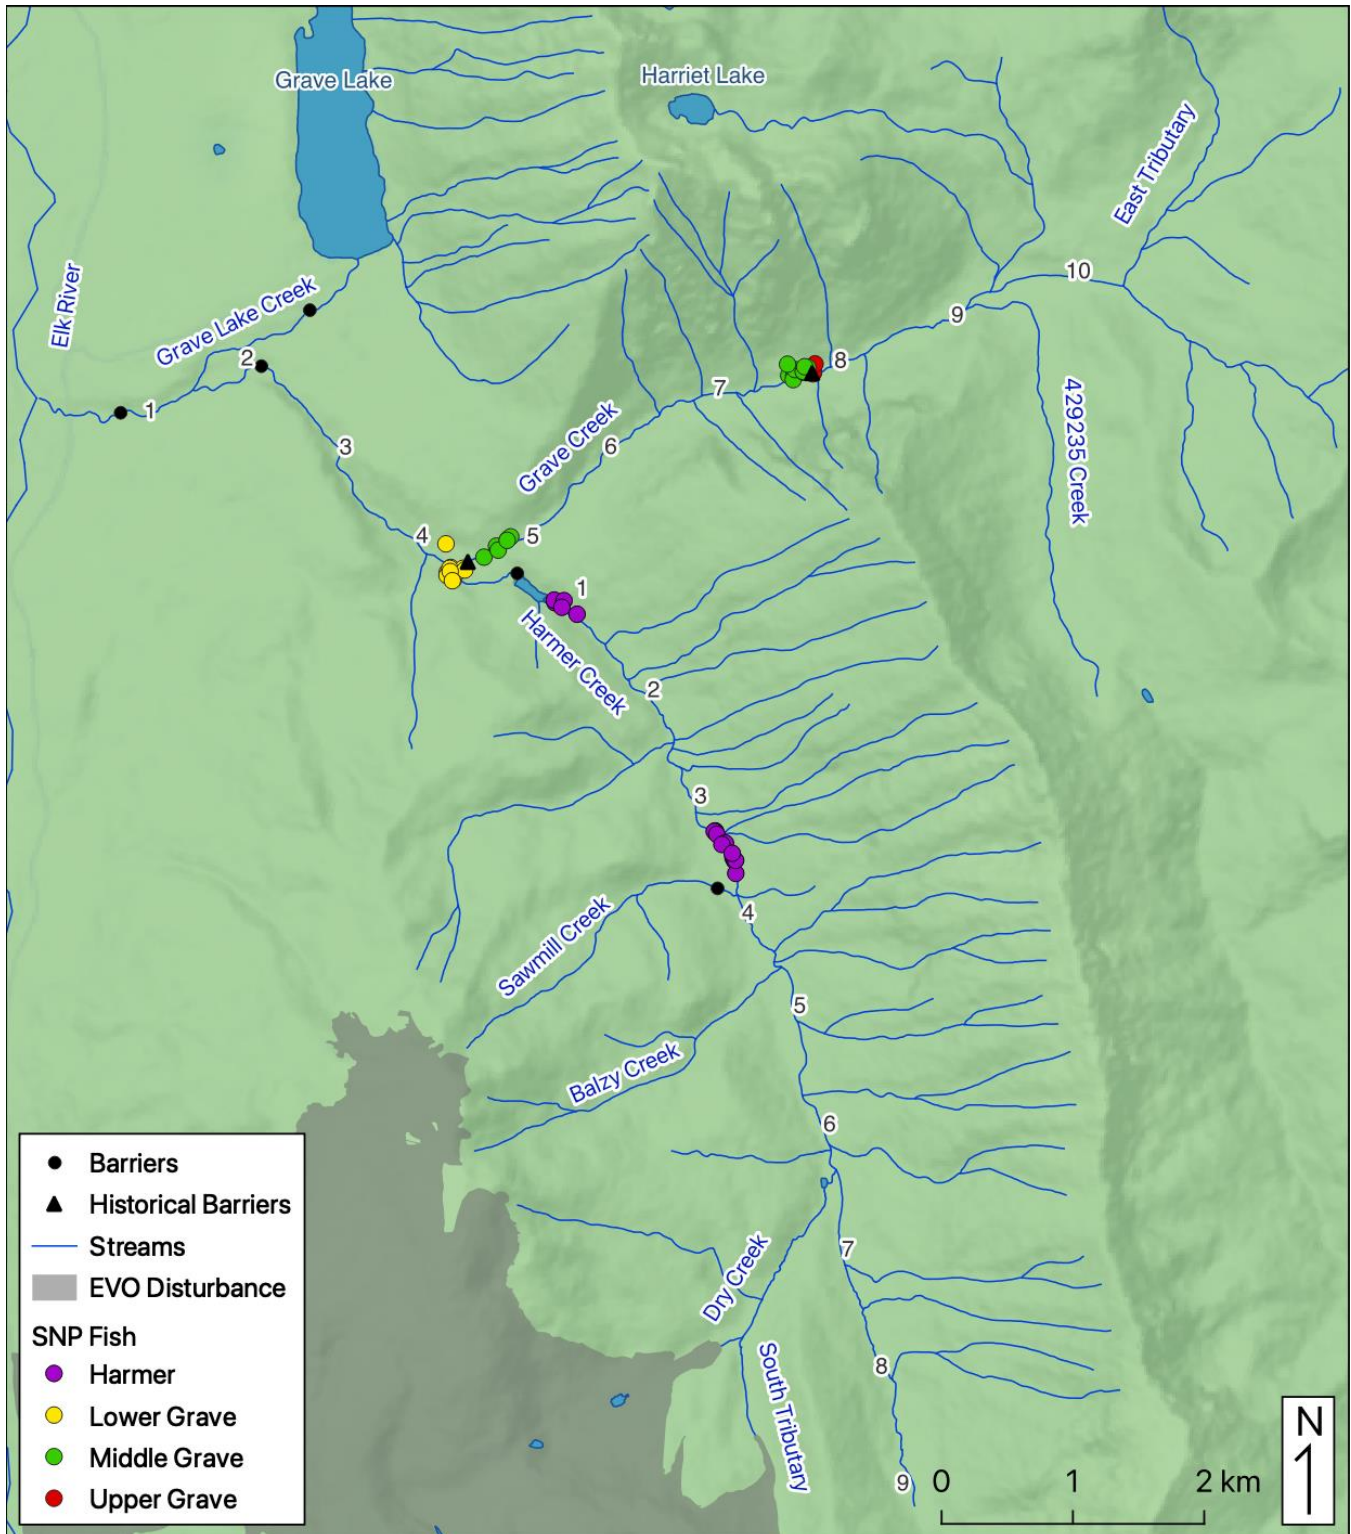 Grave Lake
Harriet Lake
East Tributary
Elk River
Grave Lake Creek
10
9
2
8
1
7
429235 Creek
3
Grave Creek
6
4
5
1
Harmer Creek
2
3
4
Sawmill Creek
5
Balzy Creek
6
Barriers
Historical Barriers
Streams
EVO Disturbance
SNP Fish
Harmer
Lower Grave
Middle Grave
Upper Grave
Dry Creek
7
South Tributary
8
9
N
0 1 2 km